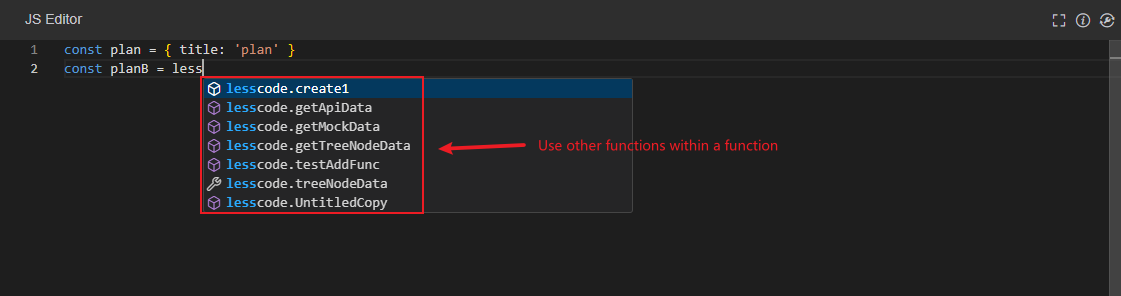 JS Editor
1 const plan = { title: 'plan' }
2 const planB = less
lesscode.create1
lesscode.getApiData
lesscode.getMockData
lesscode.getTreeNodeData
Use other functions within a function
lesscode.testAddFunc
lesscode.treeNodeData
lesscode.UntitledCopy